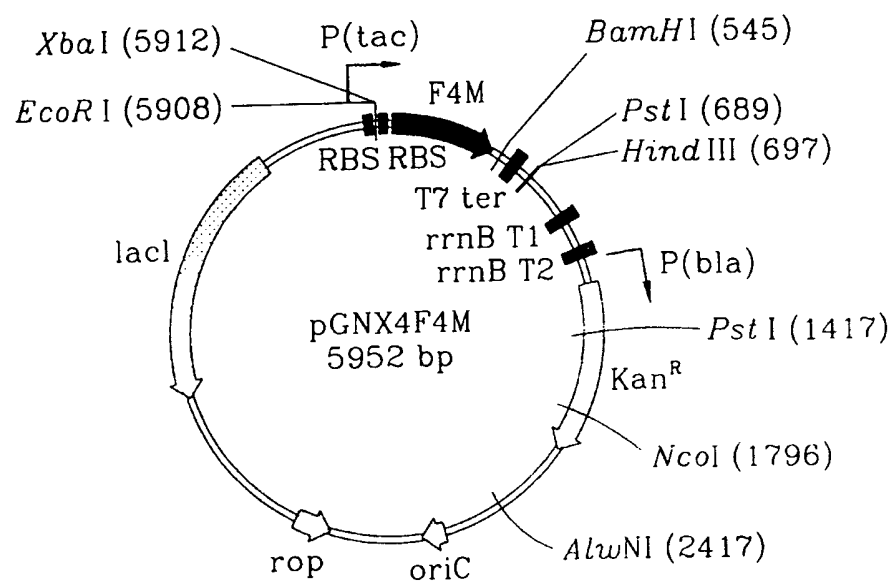 XbaI (5912)
P(tac)
BamHI (545)
EcoRI (5908)
F4M
PstI (689)
HindIII (697)
RBS RBS
T7 ter
rrnB T1
rrnB T2
P(bla)
lacI
pGNX4F4M
5952 bp
PstI (1417)
Kanᴿ
NcoI (1796)
AlwNI (2417)
rop
oriC